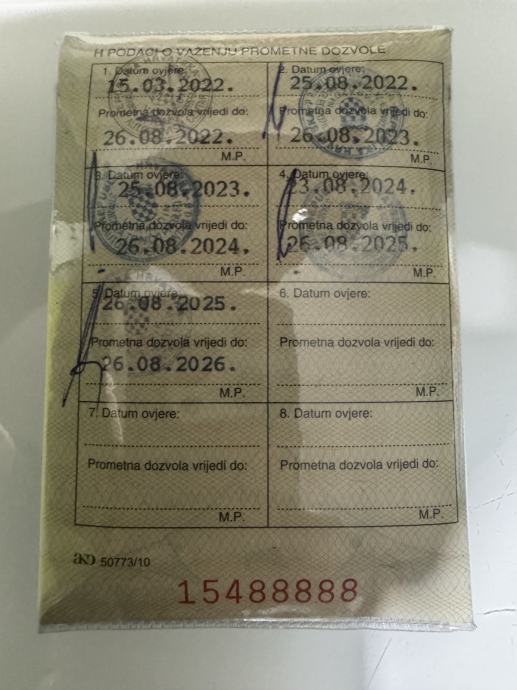 H PODACI O VAŽENJU PROMETNE DOZVOLE
1. Datum ovjere:
15.03.2022.
Prometna dozvola vrijedi do:
26.08.2022.
M.P.
2. Datum ovjere:
25.08.2022.
Prometna dozvola vrijedi do:
26.08.2023.
M.P.
3. Datum ovjere:
25.08.2023.
Prometna dozvola vrijedi do:
26.08.2024.
M.P.
4. Datum ovjere:
23.08.2024.
Prometna dozvola vrijedi do:
26.08.2025.
M.P.
5. Datum ovjere:
26.08.2025.
Prometna dozvola vrijedi do:
26.08.2026.
M.P.
6. Datum ovjere:
Prometna dozvola vrijedi do:
M.P.
7. Datum ovjere:
Prometna dozvola vrijedi do:
M.P.
8. Datum ovjere:
Prometna dozvola vrijedi do:
M.P.
AKD 50773/10
15488888